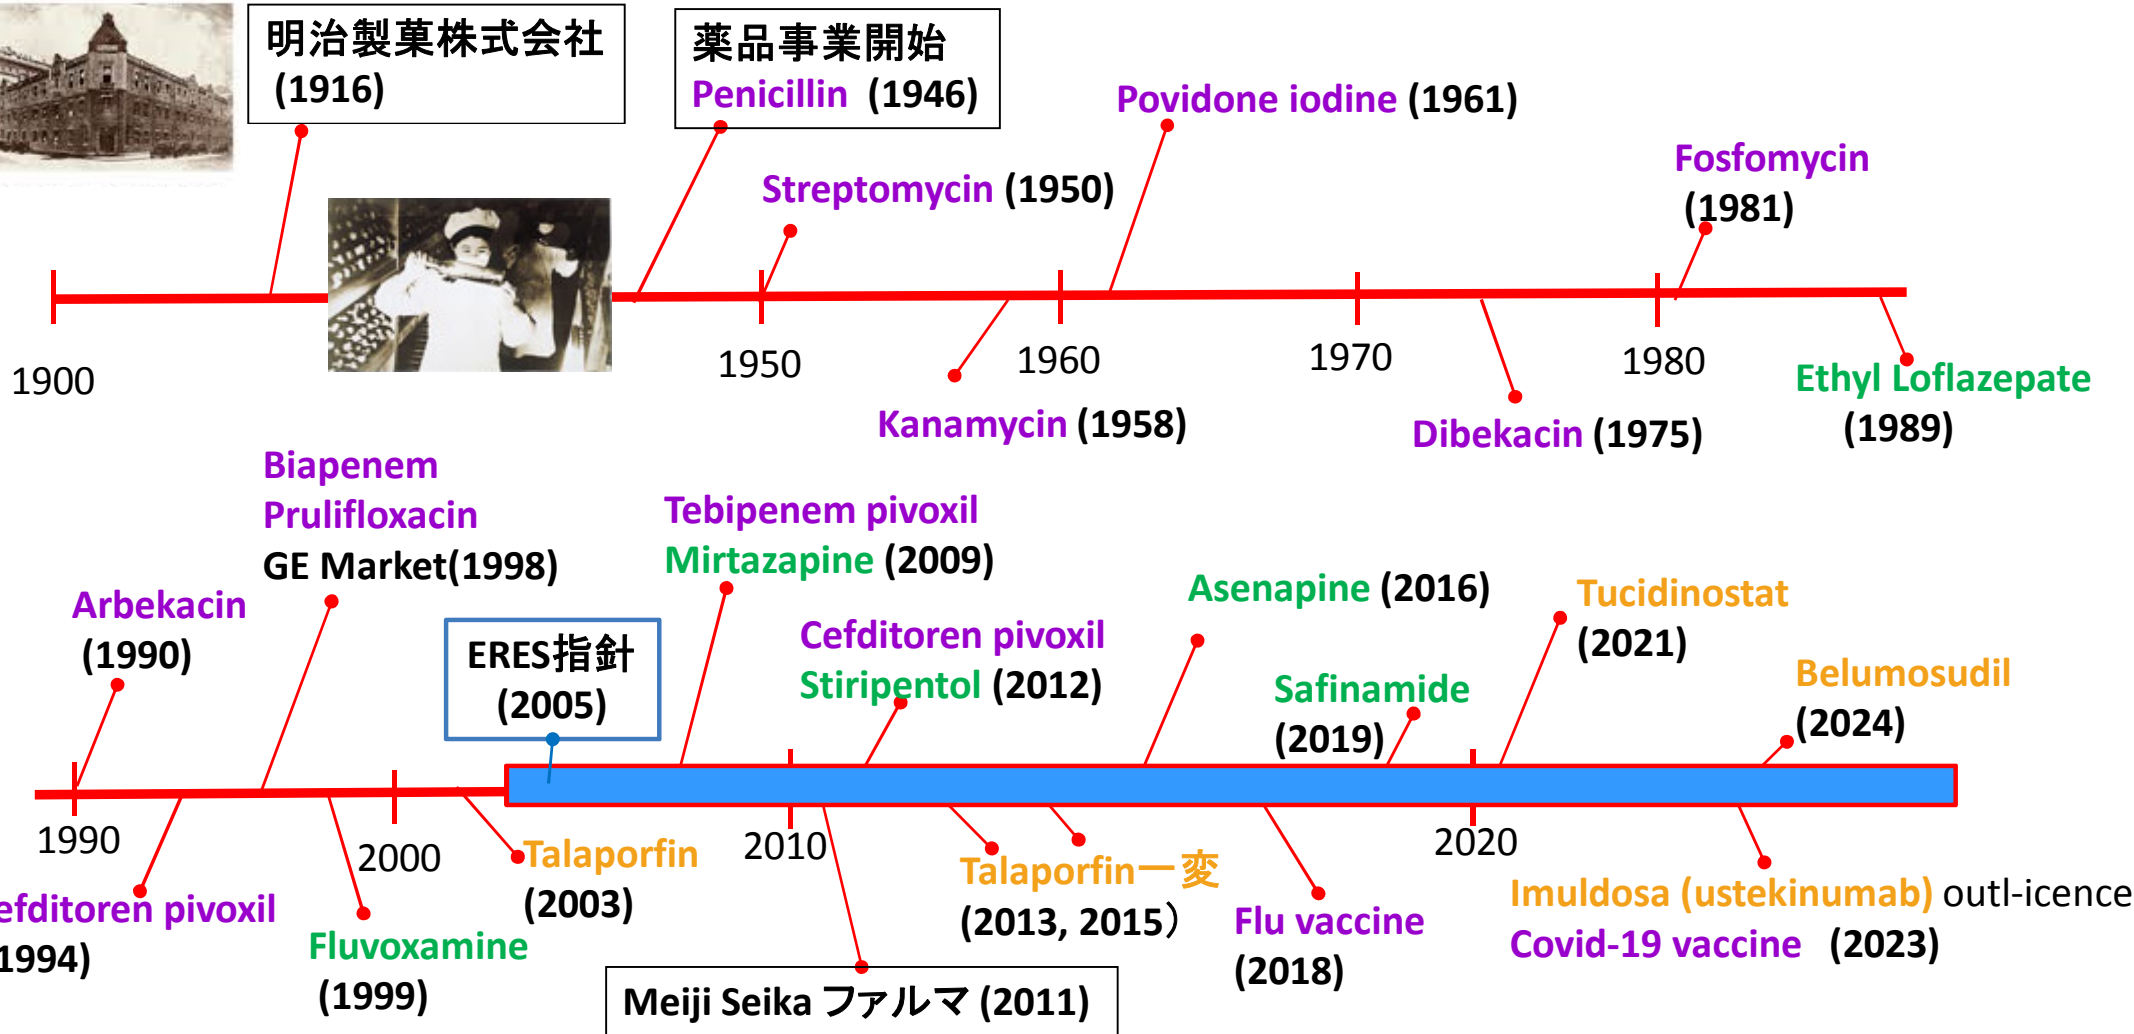 明治製菓株式会社
(1916)
薬品事業開始
Penicillin (1946)
Povidone iodine (1961)
Streptomycin (1950)
Fosfomycin
(1981)
1900
1950
1960
1970
1980
Kanamycin (1958)
Dibekacin (1975)
Ethyl Loflazepate
(1989)
Biapenem
Prulifloxacin
GE Market(1998)
Arbekacin
(1990)
ERES指針
(2005)
Tebipenem pivoxil
Mirtazapine (2009)
Cefditoren pivoxil
Stiripentol (2012)
Asenapine (2016)
Safinamide
(2019)
Tucidinostat
(2021)
Belumosudil
(2024)
1990
2000
2010
2020
efditoren pivoxil
1994)
Fluvoxamine
(1999)
Talaporfin
(2003)
Meiji Seika ファルマ (2011)
Talaporfin一変
(2013, 2015）
Flu vaccine
(2018)
Imuldosa (ustekinumab) outl-icence
Covid-19 vaccine (2023)